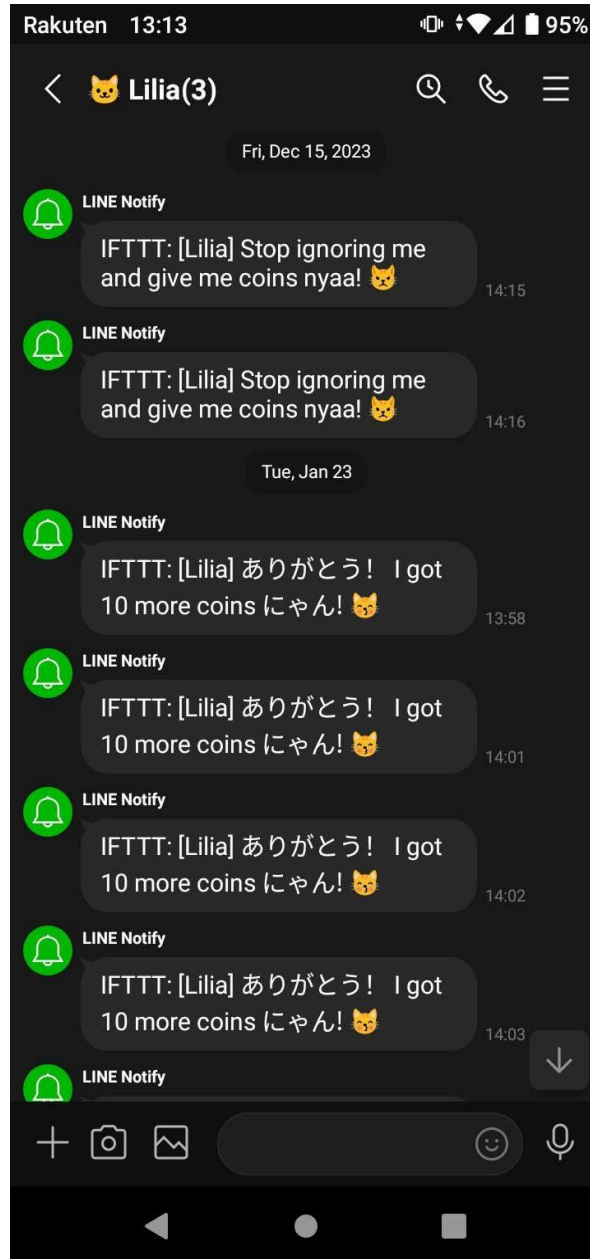 Rakuten 13:13 95%
🐱 Lilia(3)
Fri, Dec 15, 2023
LINE Notify
IFTTT: [Lilia] Stop ignoring me
and give me coins nyaa! 😾
14:15
LINE Notify
IFTTT: [Lilia] Stop ignoring me
and give me coins nyaa! 😾
14:16
Tue, Jan 23
LINE Notify
IFTTT: [Lilia] ありがとう! I got
10 more coins にゃん! 😽
13:58
LINE Notify
IFTTT: [Lilia] ありがとう! I got
10 more coins にゃん! 😽
14:01
LINE Notify
IFTTT: [Lilia] ありがとう! I got
10 more coins にゃん! 😽
14:02
LINE Notify
IFTTT: [Lilia] ありがとう! I got
10 more coins にゃん! 😽
14:03
LINE Notify